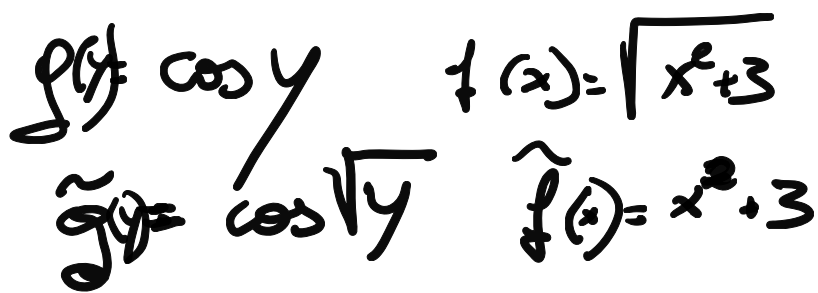 g(y)= cos y f(x)= √(x²+3)
g̃(y)= cos√y f̃(x)= x²+3